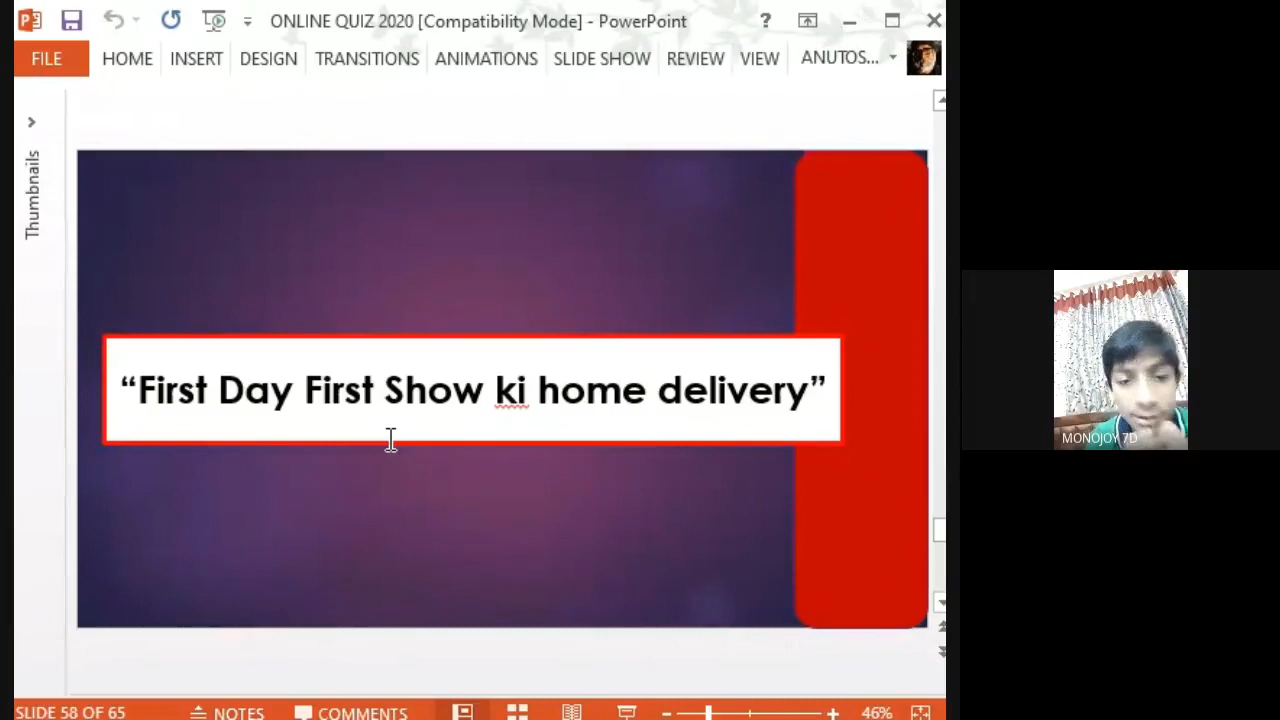 ONLINE QUIZ 2020 [Compatibility Mode] - PowerPoint
?
FILE HOME INSERT DESIGN TRANSITIONS ANIMATIONS SLIDE SHOW REVIEW VIEW ANUTOS...
Thumbnails
“First Day First Show ki home delivery”
MONOJOY 7D
SLIDE 58 OF 65 NOTES COMMENTS 46%